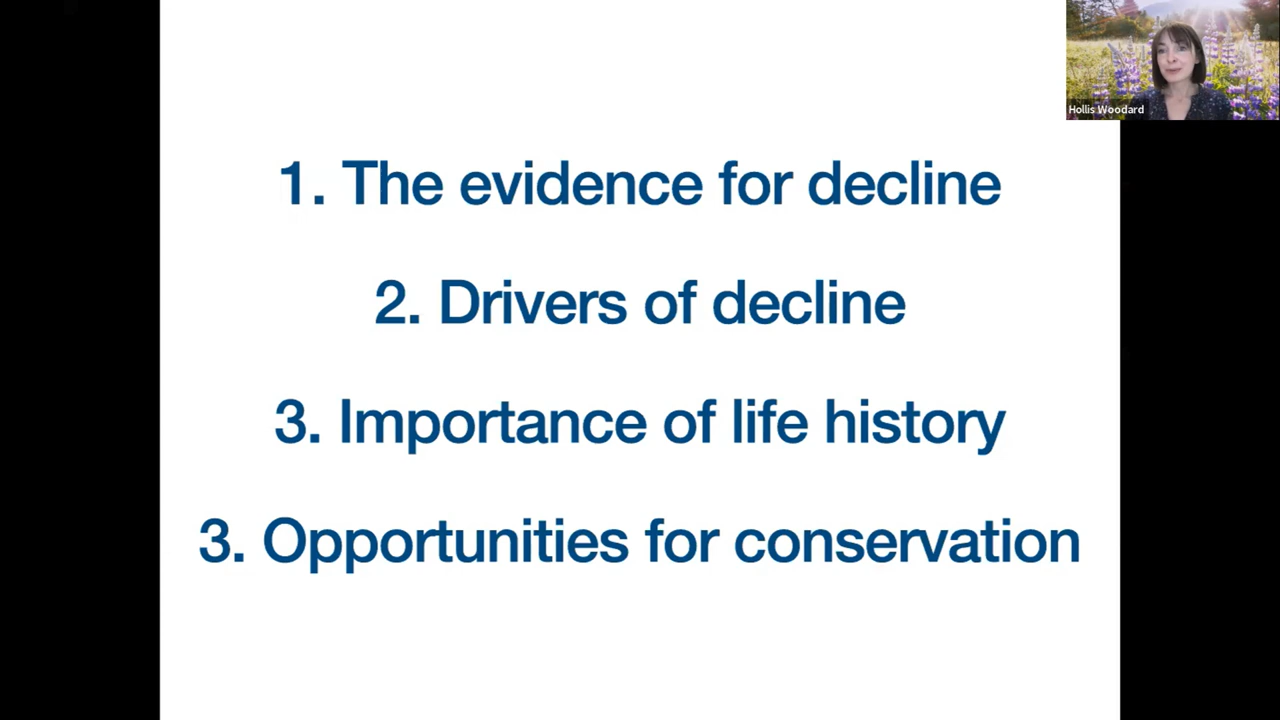 Hollis Woodard
1. The evidence for decline
2. Drivers of decline
3. Importance of life history
3. Opportunities for conservation